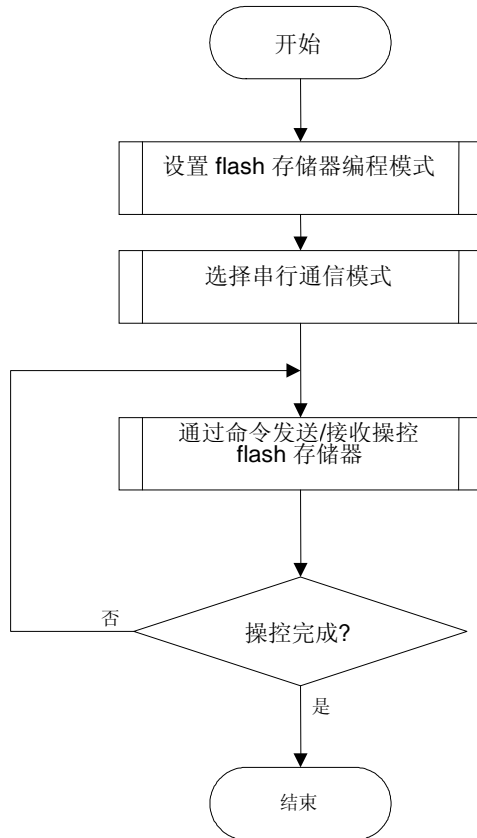 开始
设置 flash 存储器编程模式
选择串行通信模式
通过命令发送/接收操控
flash 存储器
操控完成?
否
是
结束